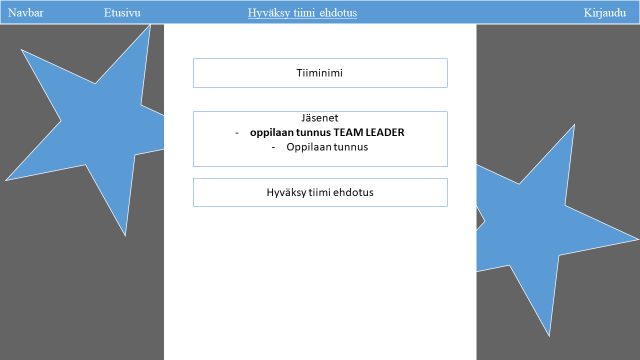 Navbar Etusivu Hyväksy tiimi ehdotus Kirjaudu
Tiiminimi
Jäsenet
- oppilaan tunnus TEAM LEADER
- Oppilaan tunnus
Hyväksy tiimi ehdotus